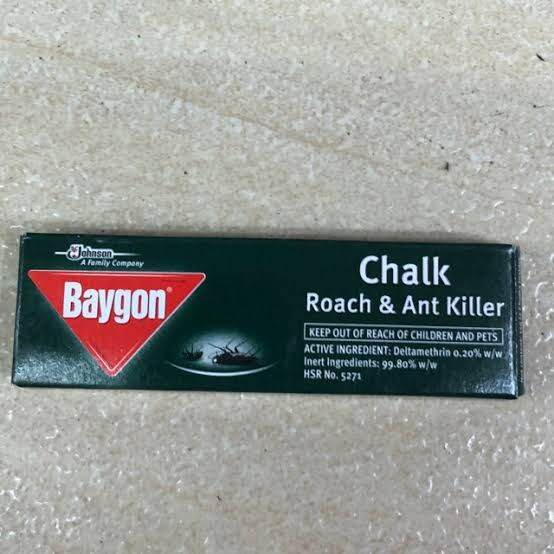 SC Johnson
A Family Company
Baygon®
Chalk
Roach & Ant Killer
KEEP OUT OF REACH OF CHILDREN AND PETS
ACTIVE INGREDIENT: Deltamethrin 0.20% w/w
Inert Ingredients: 99.80% w/w
HSR No. 5271